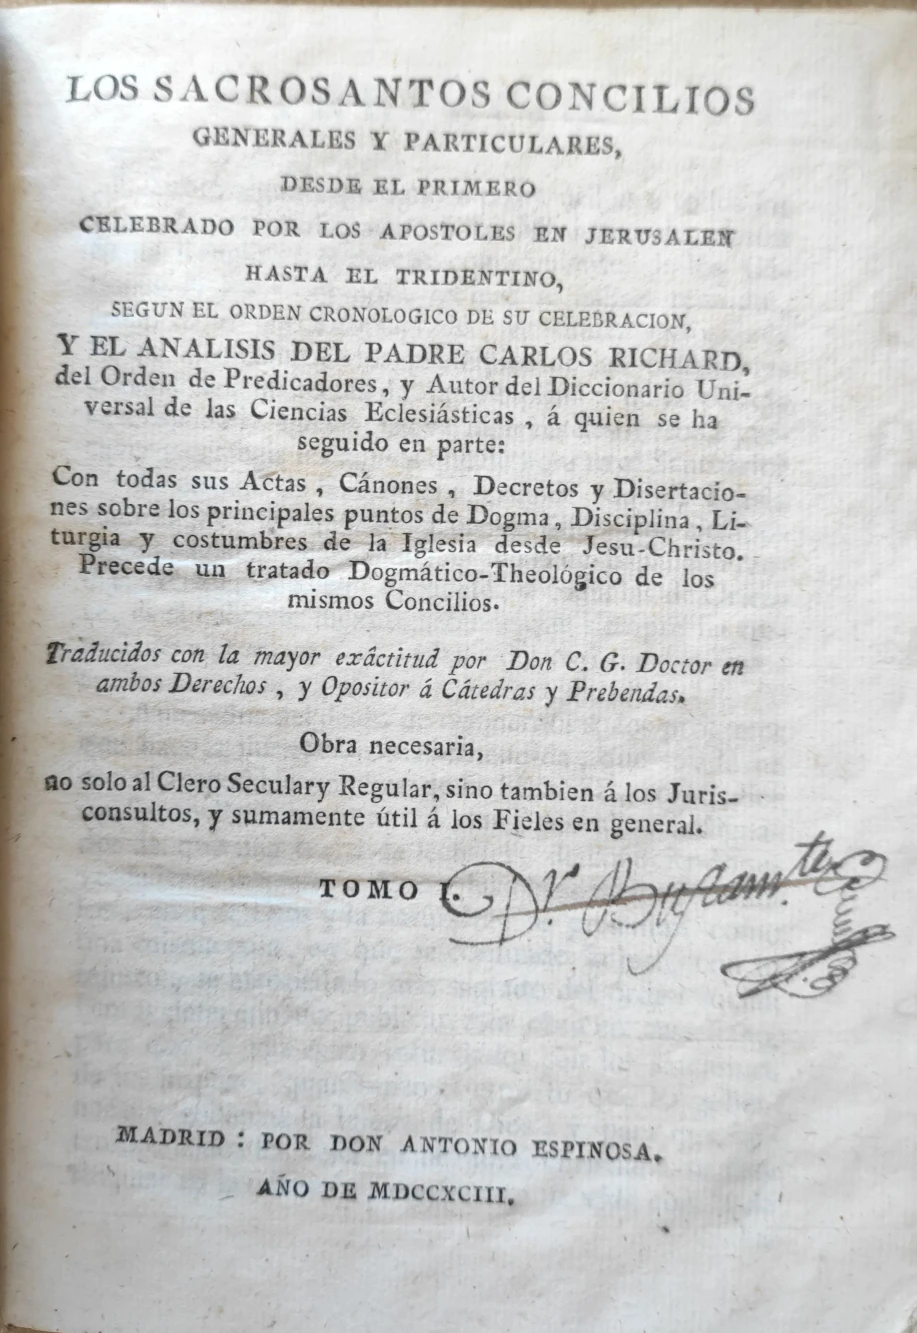 LOS SACROSANTOS CONCILIOS
GENERALES Y PARTICULARES,
DESDE EL PRIMERO
CELEBRADO POR LOS APOSTOLES EN JERUSALEN
HASTA EL TRIDENTINO,
SEGUN EL ORDEN CRONOLOGICO DE SU CELEBRACION,
Y EL ANALISIS DEL PADRE CARLOS RICHARD,
del Orden de Predicadores, y Autor del Diccionario Uni-
versal de las Ciencias Eclesiásticas, á quien se ha
seguido en parte:
Con todas sus Actas, Cánones, Decretos y Disertacio-
nes sobre los principales puntos de Dogma, Disciplina, Li-
turgia y costumbres de la Iglesia desde Jesu-Christo.
Precede un tratado Dogmático-Theológico de los
mismos Concilios.
Traducidos con la mayor exâctitud por Don C. G. Doctor en
ambos Derechos, y Opositor á Cátedras y Prebendas.
Obra necesaria,
no solo al Clero Secular y Regular, sino tambien á los Juris-
consultos, y sumamente útil á los Fieles en general.
TOMO I. Dr. Bustam.te
MADRID: POR DON ANTONIO ESPINOSA.
AÑO DE MDCCXCIII.